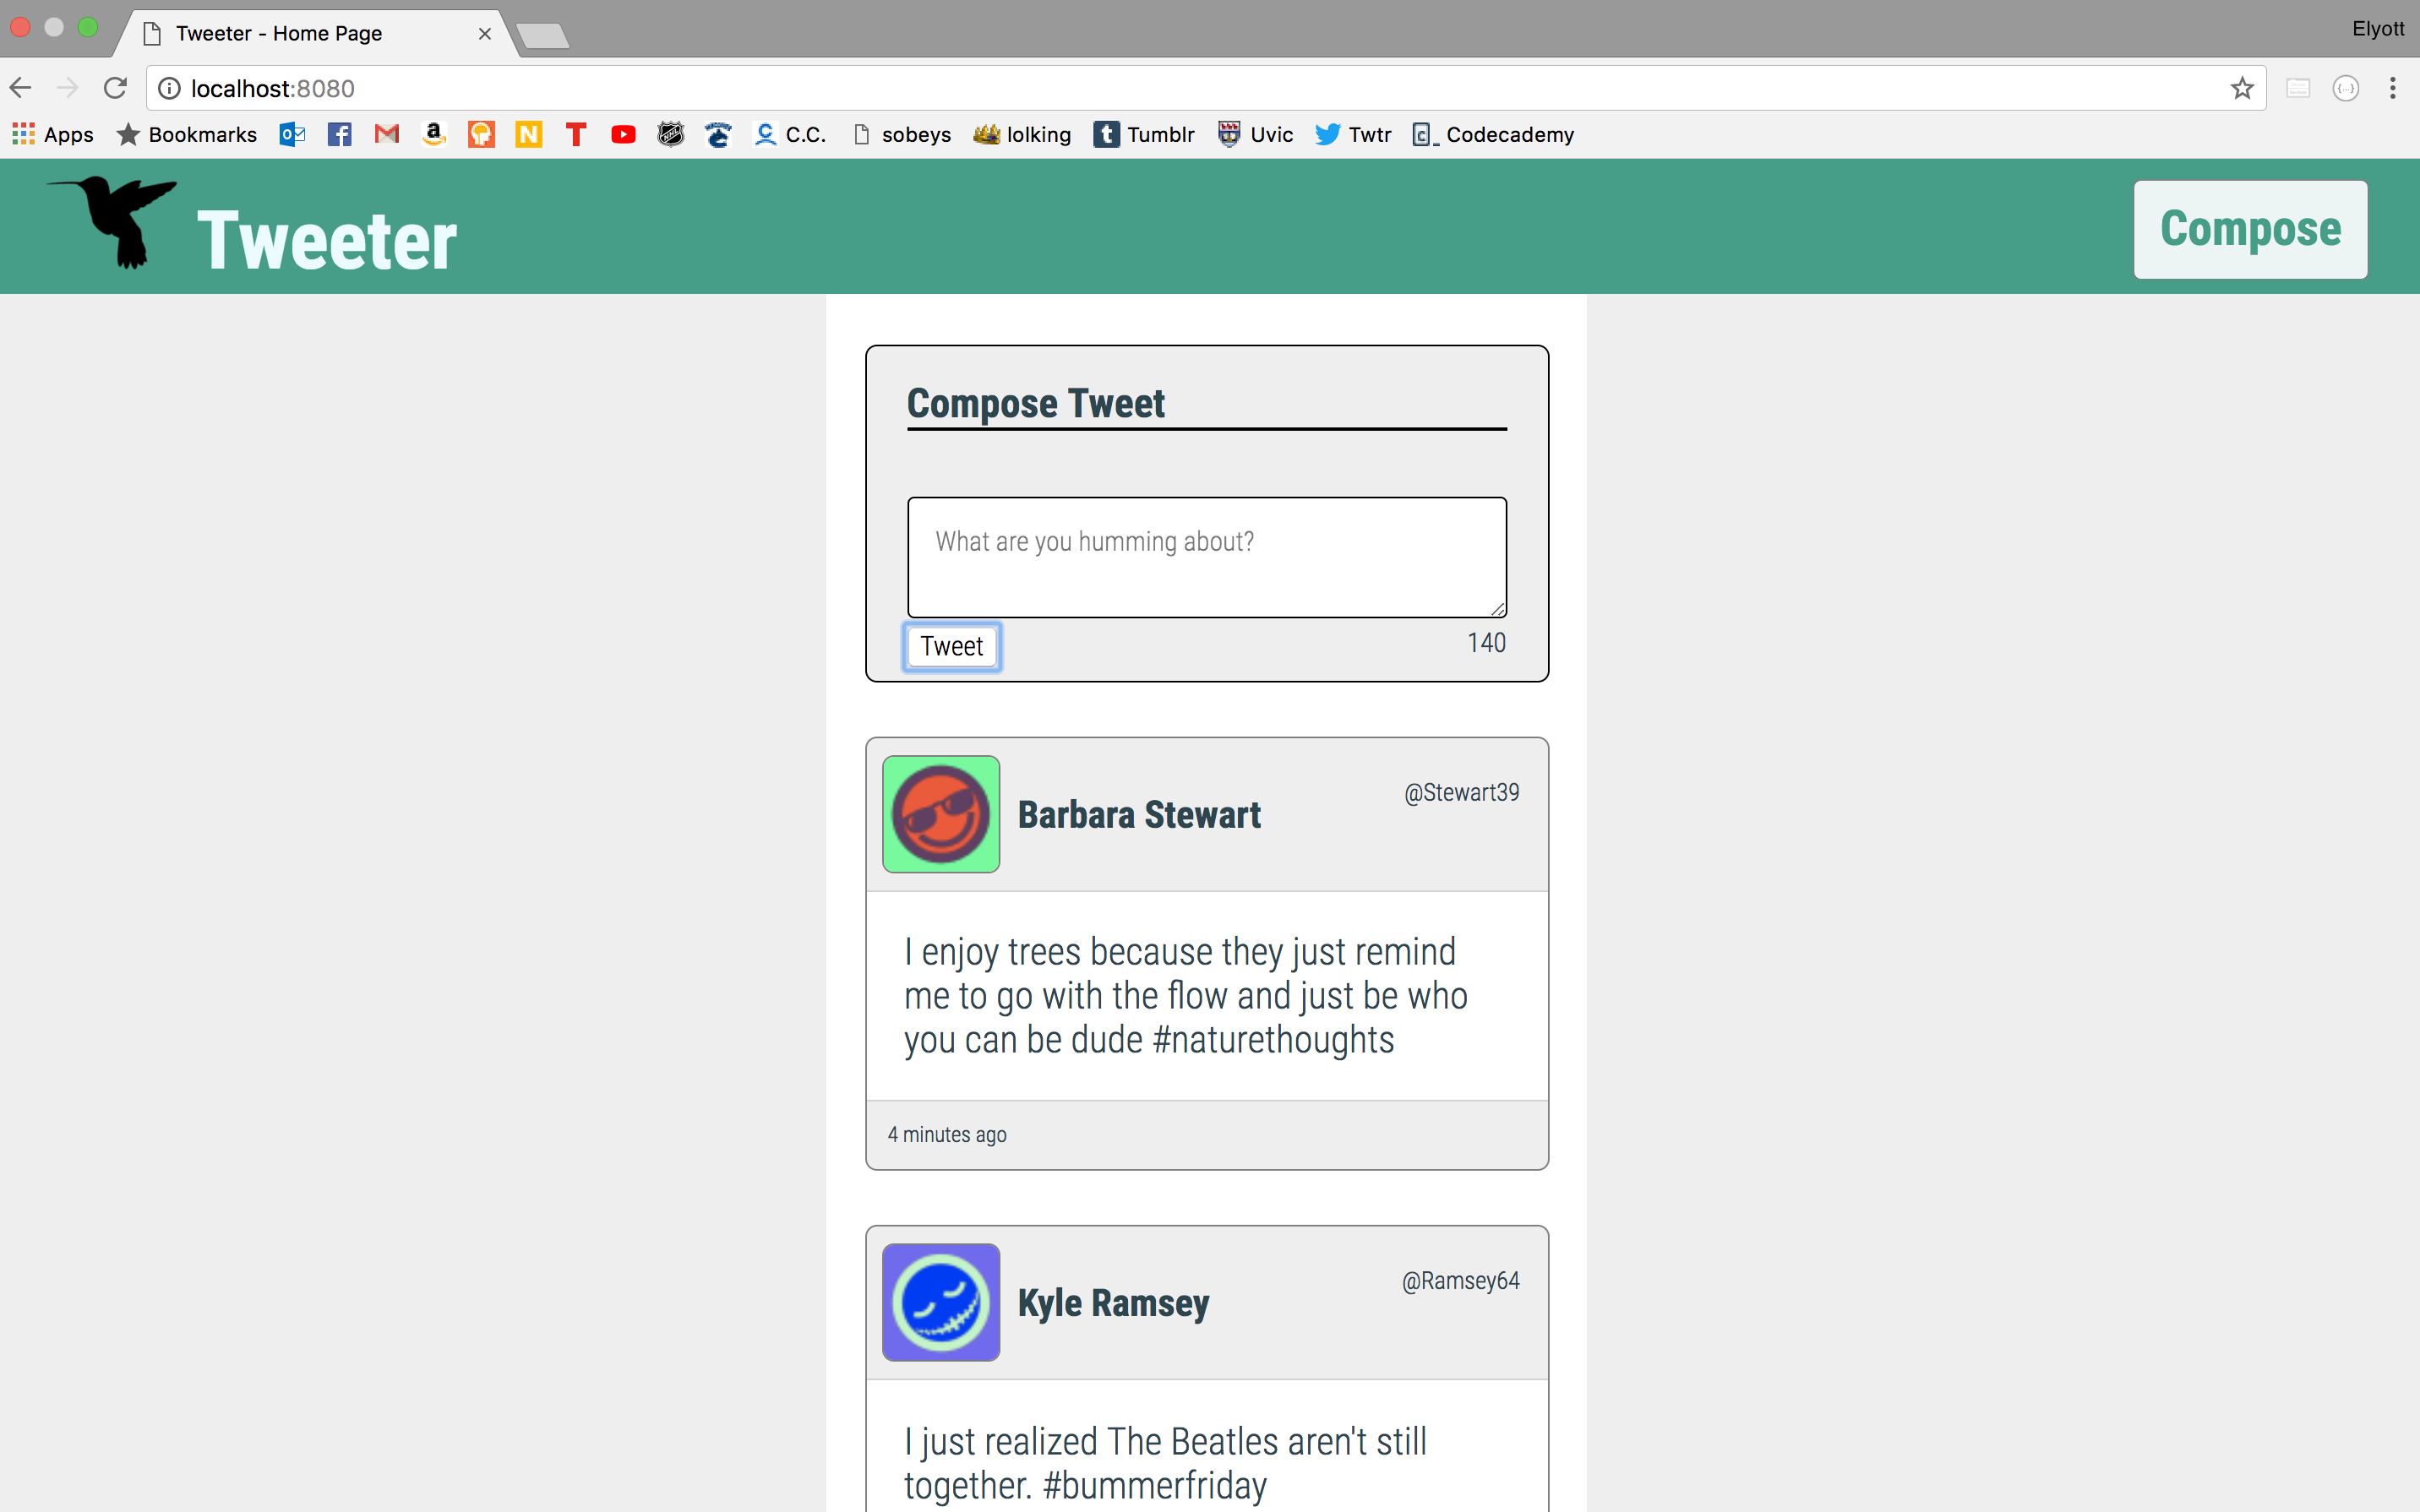 Tweeter - Home Page
Elyott
localhost:8080
Apps Bookmarks C.C. sobeys lolking Tumblr Uvic Twtr Codecademy
Tweeter
Compose
Compose Tweet
What are you humming about?
Tweet 140
Barbara Stewart @Stewart39
I enjoy trees because they just remind
me to go with the flow and just be who
you can be dude #naturethoughts
4 minutes ago
Kyle Ramsey @Ramsey64
I just realized The Beatles aren't still
together. #bummerfriday